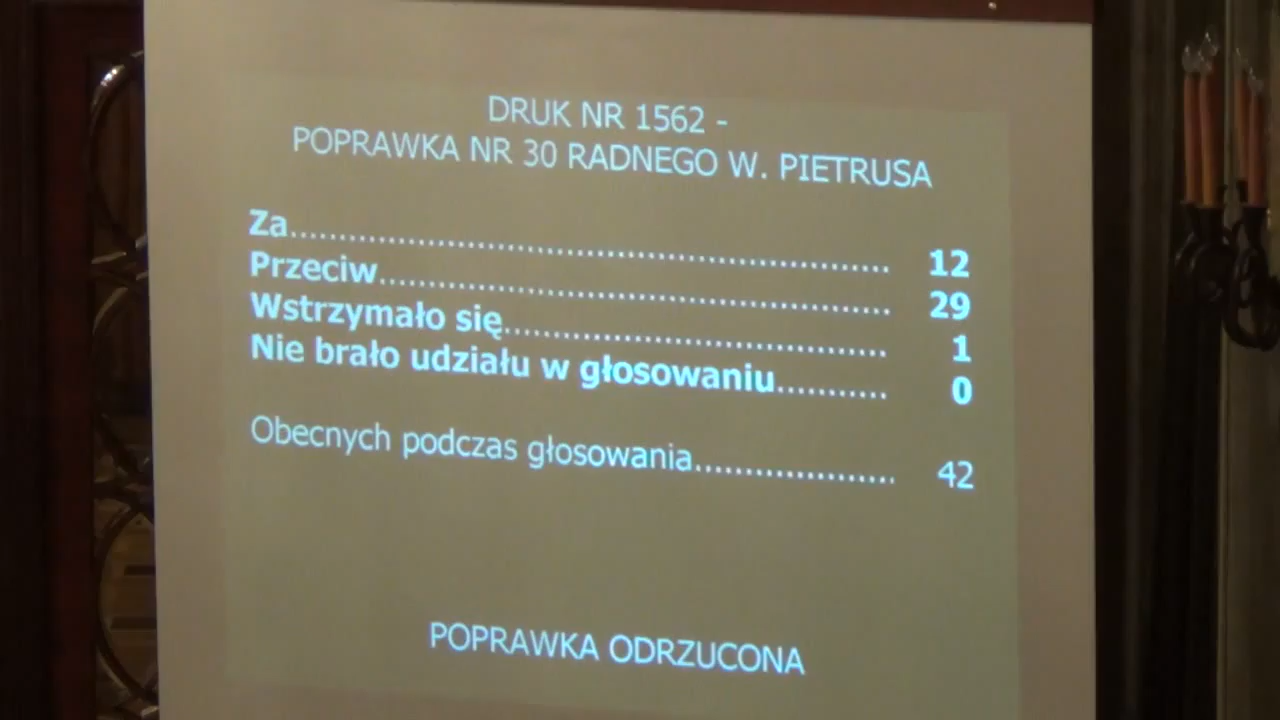 DRUK NR 1562 -
POPRAWKA NR 30 RADNEGO W. PIETRUSA
Za.................................................. 12
Przeciw.......................................... 29
Wstrzymało się............................... 1
Nie brało udziału w głosowaniu........... 0
Obecnych podczas głosowania.................. 42
POPRAWKA ODRZUCONA